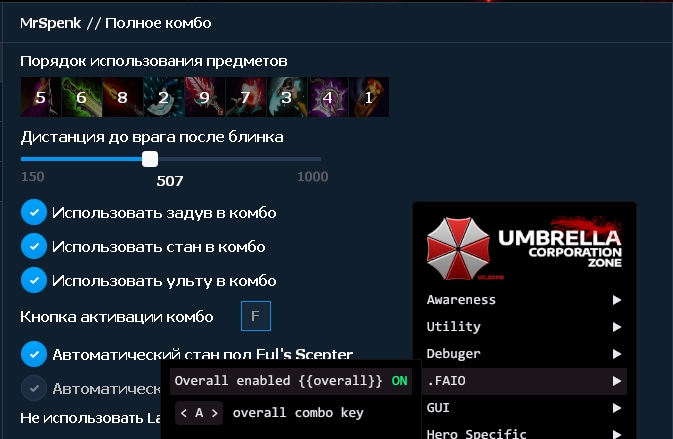 MrSpenk // Полное комбо
Порядок использования предметов
5 6 8 2 9 7 3 4 1
Дистанция до врага после блинка
150 507 1000
Использовать задув в комбо
Использовать стан в комбо
Использовать ульту в комбо
Кнопка активации комбо F
Автоматический стан под Eul's Scepter
Автоматическ
Не использовать La
UMBRELLA
CORPORATION
ZONE
uc.zone
Awareness
Utility
Debuger
.FAIO
GUI
Hero Specific
Overall enabled {{overall}} ON
< A > overall combo key